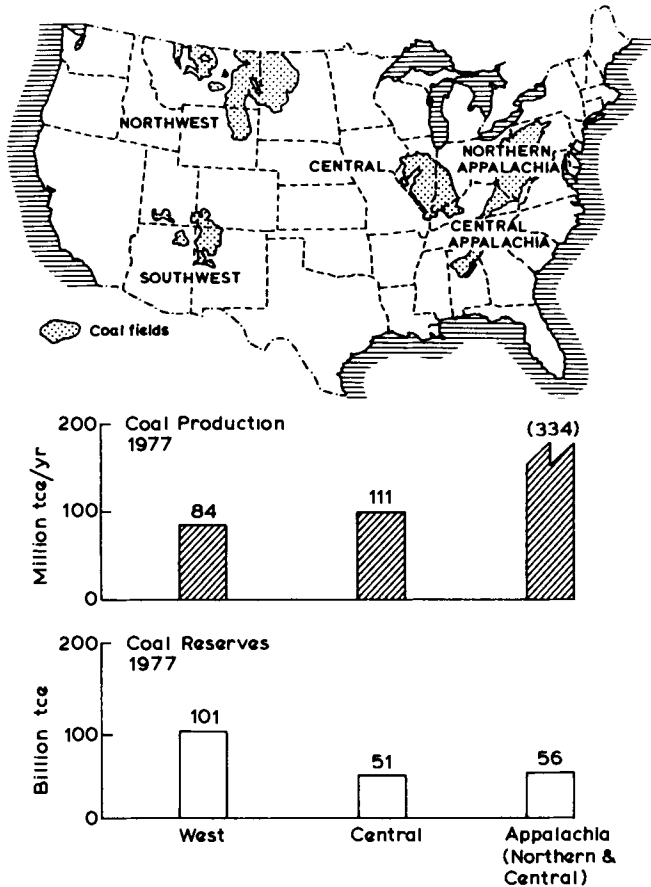 NORTHWEST
CENTRAL
NORTHERN
APPALACHIA
CENTRAL
APPALACHIA
SOUTHWEST
Coal fields
Coal Production
1977
Million tce/yr
200
100
0
84
111
(334)
Coal Reserves
1977
Billion tce
200
100
0
101
51
56
West
Central
Appalachia
(Northern &
Central)